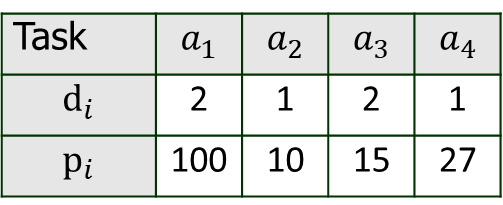 Task a₁ a₂ a₃ a₄
dᵢ 2 1 2 1
pᵢ 100 10 15 27